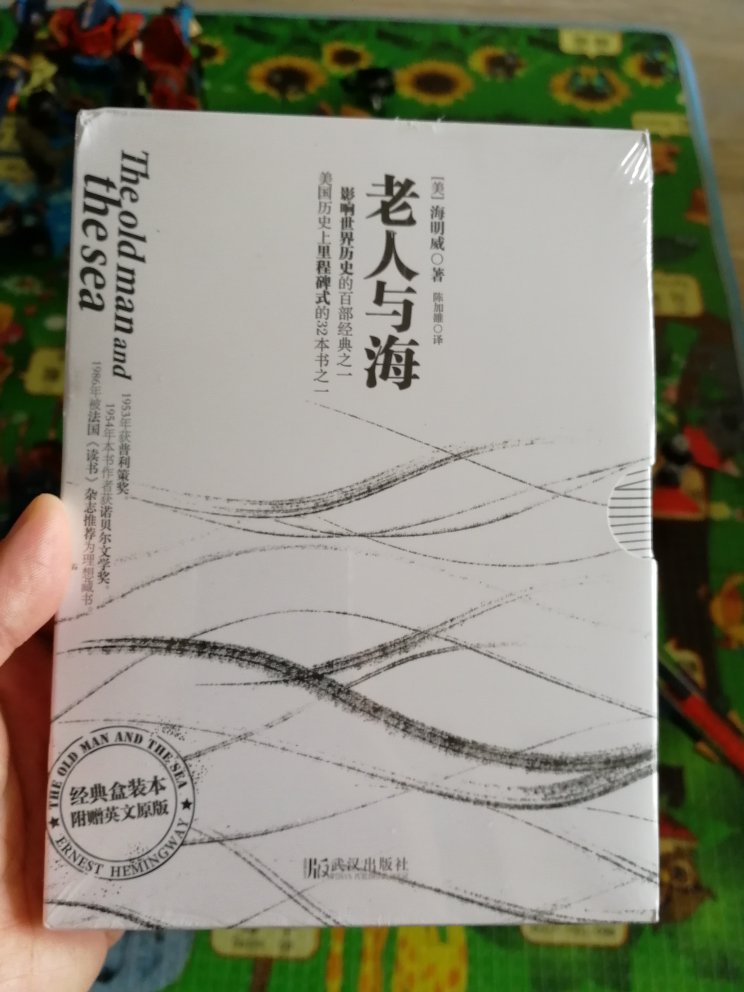 The old man and
the sea
老人与海
[美]海明威〇著
陈加雒〇译
影响世界历史的百部经典之一
美国历史上里程碑式的32本书之一
1953年获普利策奖。
1954年本书作者获诺贝尔文学奖。
1986年被法国《读书》杂志推荐为理想藏书。
THE OLD MAN AND THE SEA
经典盒装本
附赠英文原版
ERNEST HEMINGWAY
武汉出版社